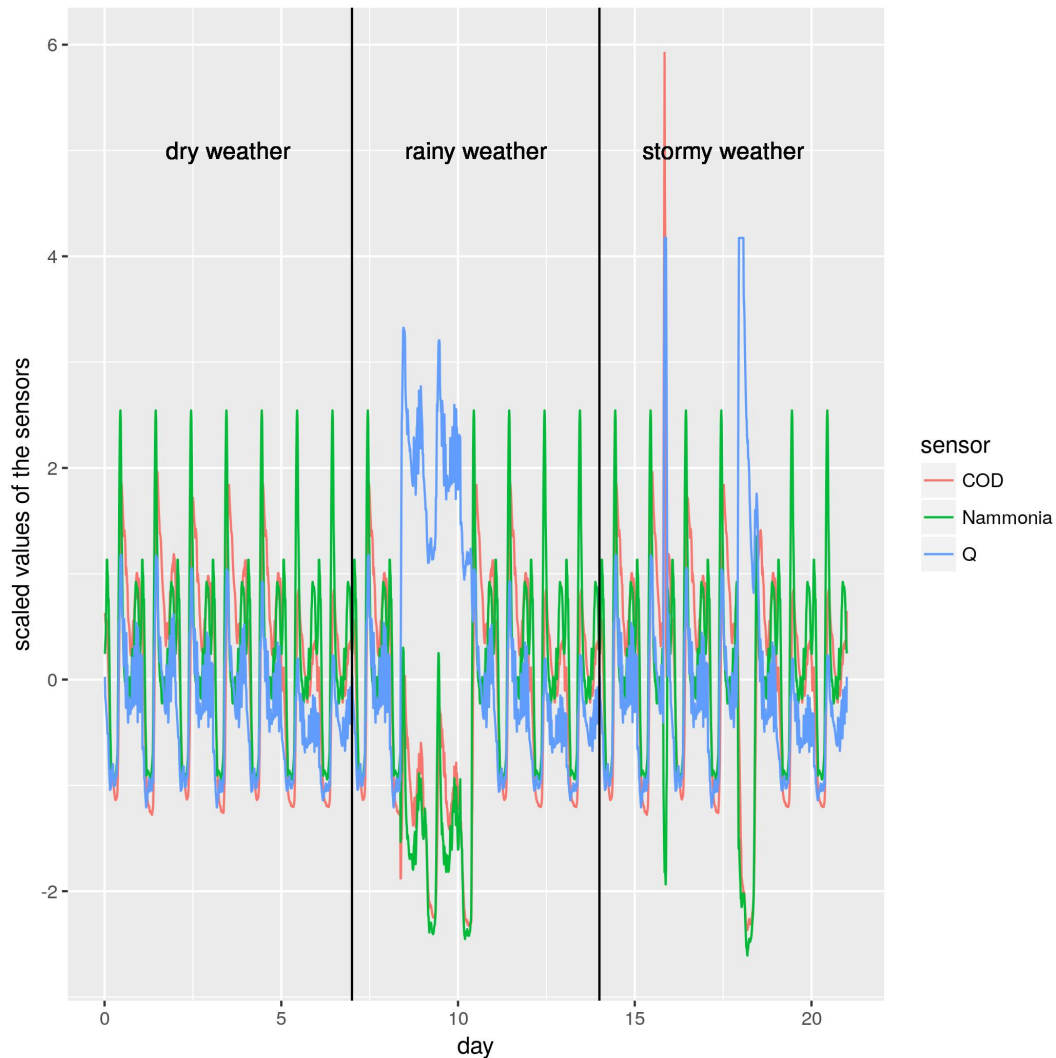 6
4
2
0
-2
scaled values of the sensors
dry weather
rainy weather
stormy weather
0
5
10
15
20
day
sensor
COD
Nammonia
Q